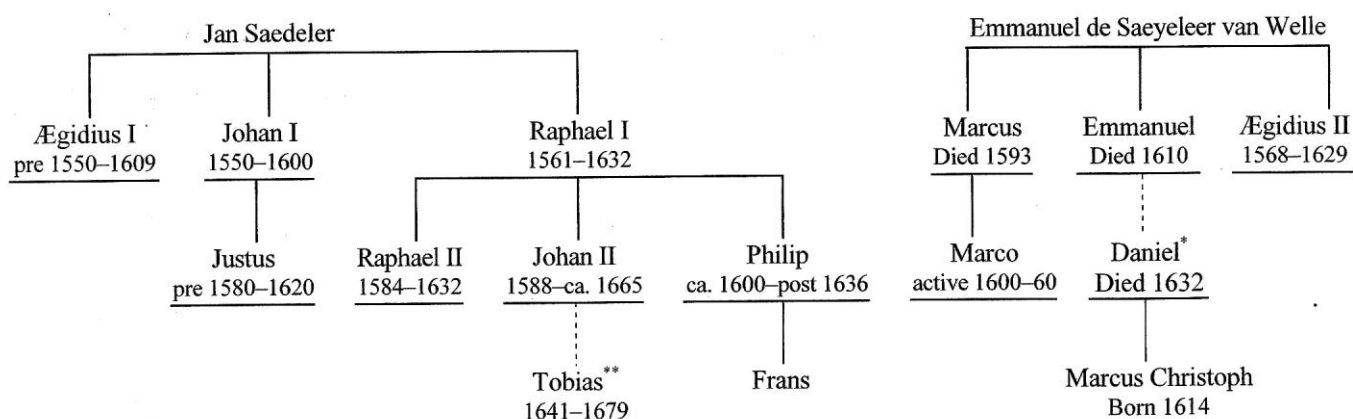 Jan Saedeler
Emmanuel de Saeyeleer van Welle
Ægidius I
pre 1550–1609
Johan I
1550–1600
Raphael I
1561–1632
Marcus
Died 1593
Emmanuel
Died 1610
Ægidius II
1568–1629
Justus
pre 1580–1620
Raphael II
1584–1632
Johan II
1588–ca. 1665
Philip
ca. 1600–post 1636
Marco
active 1600–60
Daniel*
Died 1632
Tobias**
1641–1679
Frans
Marcus Christoph
Born 1614